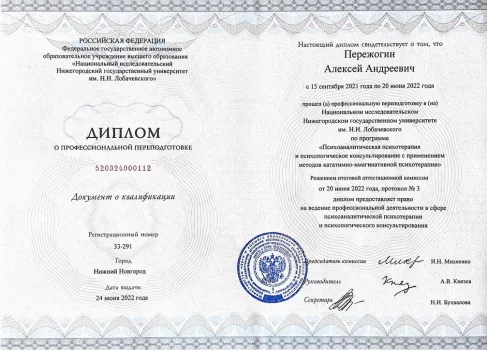 РОССИЙСКАЯ ФЕДЕРАЦИЯ
Федеральное государственное автономное
образовательное учреждение высшего образования
«Национальный исследовательский
Нижегородский государственный университет
им. Н.И. Лобачевского»
ДИПЛОМ
О ПРОФЕССИОНАЛЬНОЙ ПЕРЕПОДГОТОВКЕ
520324000112
Документ о квалификации
Регистрационный номер
33-291
Город
Нижний Новгород
Дата выдачи
24 июня 2022 года
Настоящий диплом свидетельствует о том, что
Пережогин
Алексей Андреевич
с 15 сентября 2021 года по 20 июня 2022 года
прошел (а) профессиональную переподготовку в (на)
Национальном исследовательском
Нижегородском государственном университете
им. Н.И. Лобачевского
по программе
«Психоаналитическая психотерапия
и психологическое консультирование с применением
методов кататимно-имагинативной психотерапии»
Решением итоговой аттестационной комиссии
от 20 июня 2022 года, протокол № 3
диплом предоставляет право
на ведение профессиональной деятельности в сфере
психоаналитической психотерапии
и психологического консультирования
Председатель комиссии И.Н. Михеенко
Руководитель А.В. Князев
Секретарь Н.И. Бухвалова